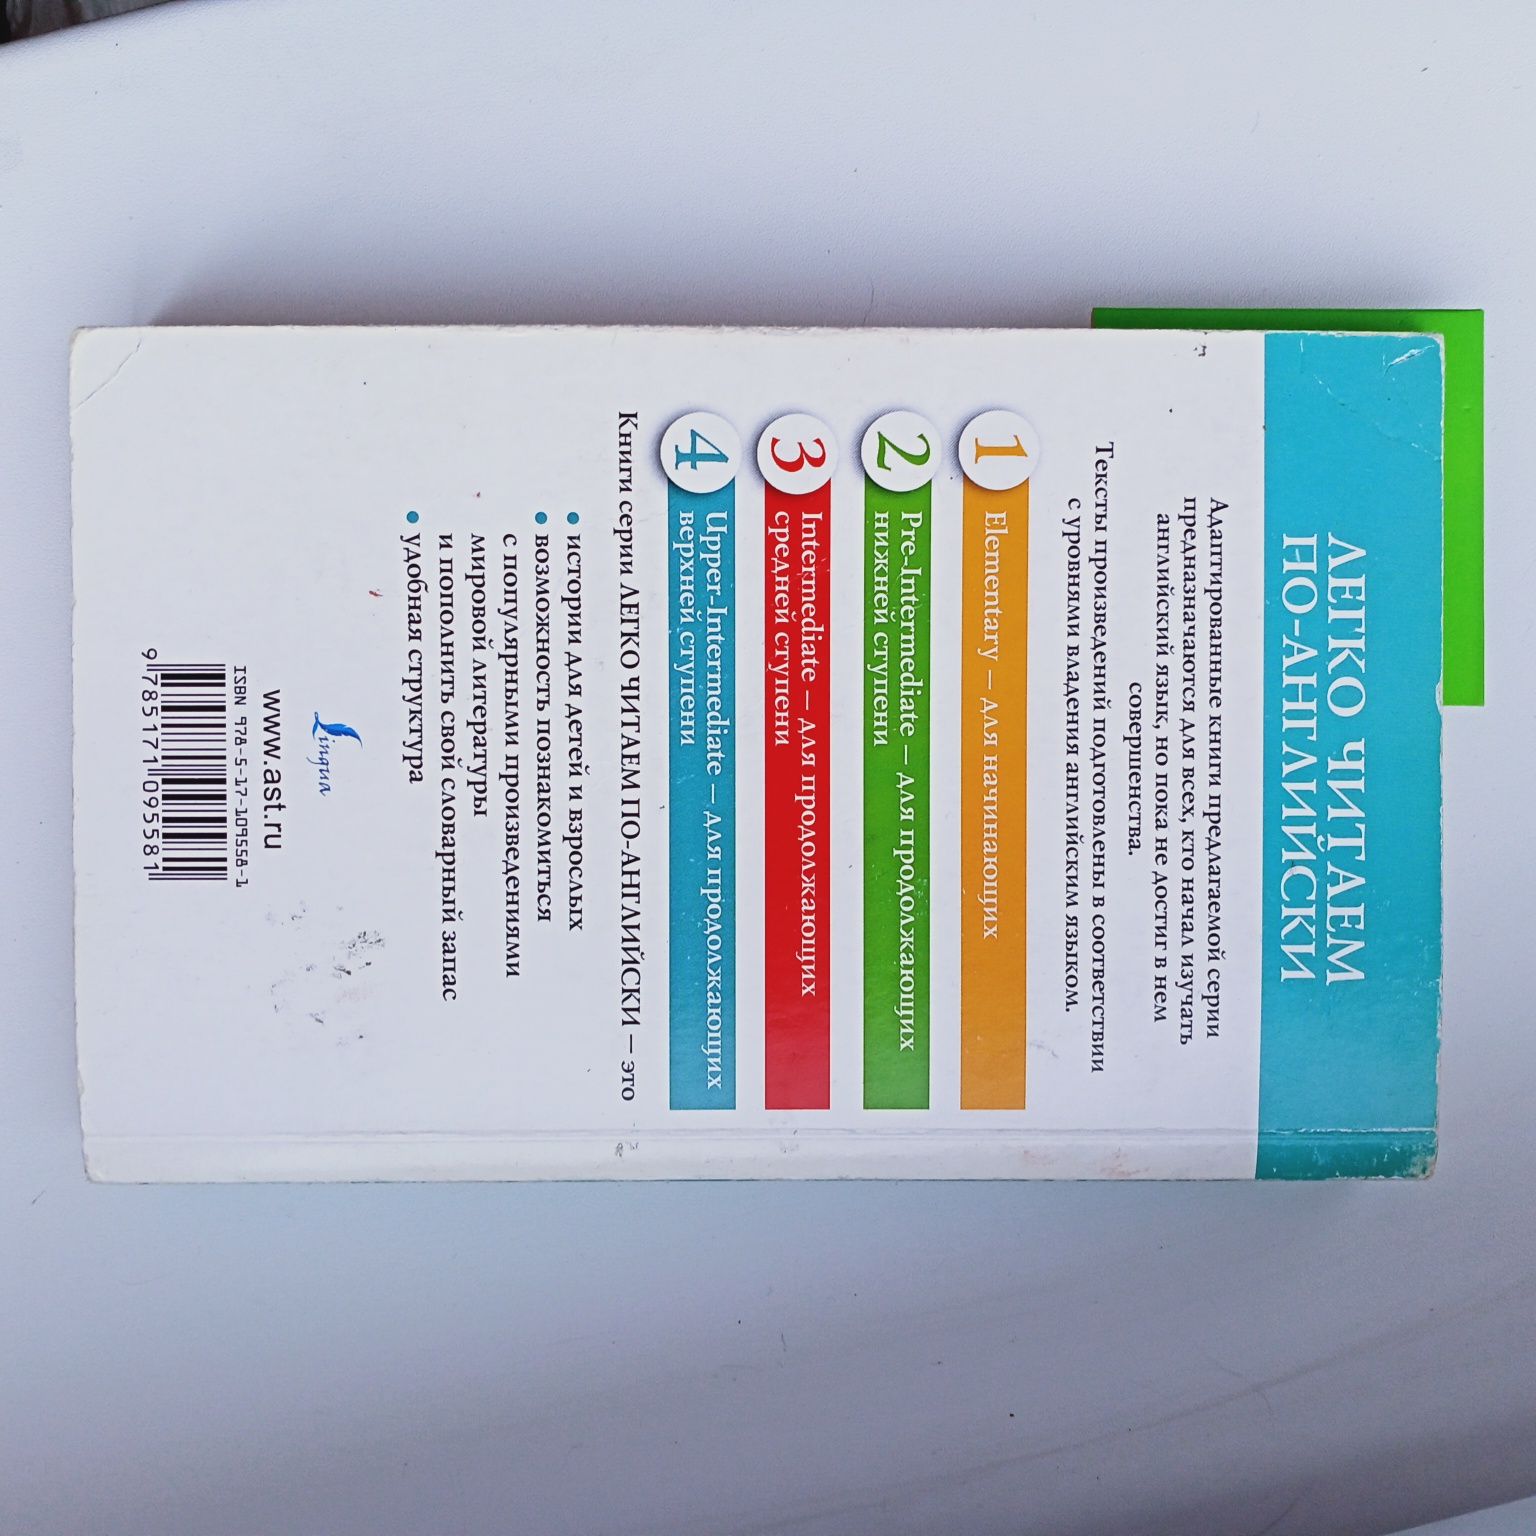 ЛЕГКО ЧИТАЕМ
ПО-АНГЛИЙСКИ
Адаптированные книги предлагаемой серии
предназначаются для всех, кто начал изучать
английский язык, но пока не достиг в нем
совершенства.
Тексты произведений подготовлены в соответствии
с уровнями владения английским языком.
1 Elementary – для начинающих
2 Pre-Intermediate – для продолжающих
нижней ступени
3 Intermediate – для продолжающих
средней ступени
4 Upper-Intermediate – для продолжающих
верхней ступени
Книги серии ЛЕГКО ЧИТАЕМ ПО-АНГЛИЙСКИ – это
• истории для детей и взрослых
• возможность познакомиться
с популярными произведениями
мировой литературы
и пополнить свой словарный запас
• удобная структура
Lingua
www.ast.ru
ISBN 978-5-17-109558-1
9 785171 095581